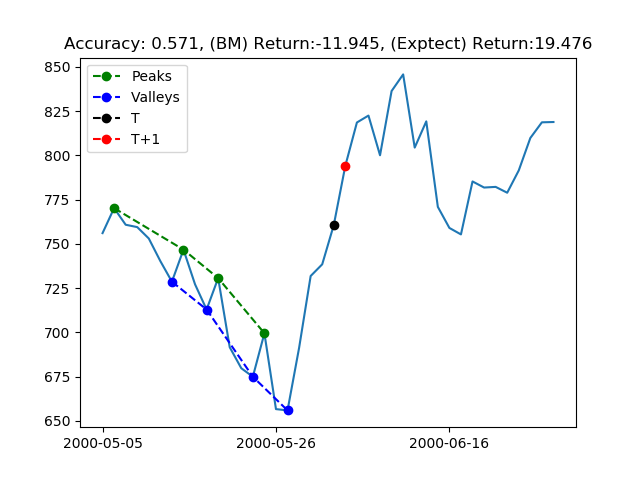 Accuracy: 0.571, (BM) Return:-11.945, (Exptect) Return:19.476
850
825
800
775
750
725
700
675
650
Peaks
Valleys
T
T+1
2000-05-05
2000-05-26
2000-06-16